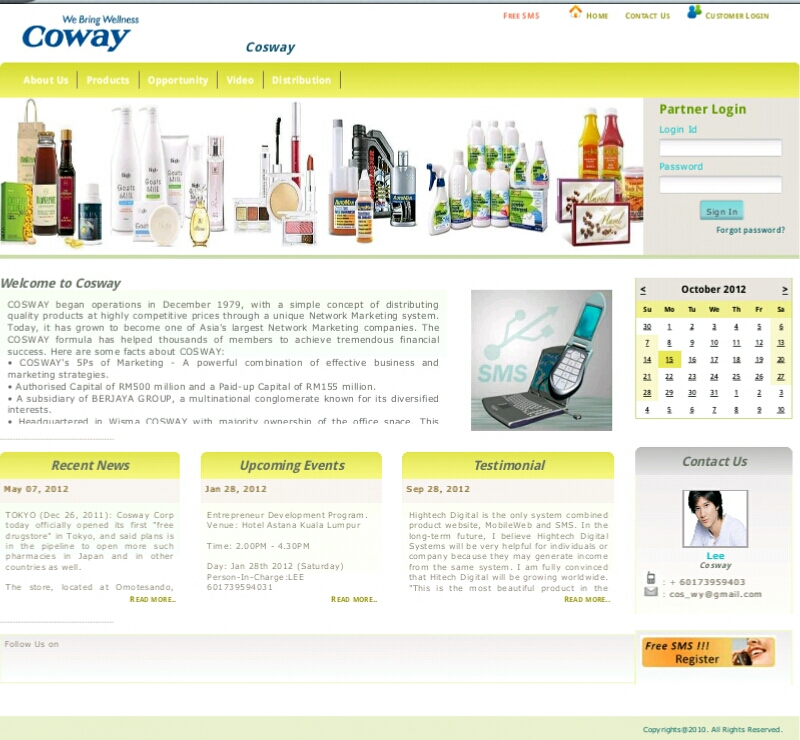 We Bring Wellness
Coway
Cosway
FREE SMS
HOME
CONTACT US
CUSTOMER LOGIN
About Us
Products
Opportunity
Video
Distribution
Partner Login
Login Id
Password
Sign In
Forgot password?
Goats
Milk
Goats
Milk
AutoMax
Welcome to Cosway
COSWAY began operations in December 1979, with a simple concept of distributing
quality products at highly competitive prices through a unique Network Marketing system.
Today, it has grown to become one of Asia's largest Network Marketing companies. The
COSWAY formula has helped thousands of members to achieve tremendous financial
success. Here are some facts about COSWAY:
• COSWAY's 5Ps of Marketing - A powerful combination of effective business and
marketing strategies.
• Authorised Capital of RM500 million and a Paid-up Capital of RM155 million.
• A subsidiary of BERJAYA GROUP, a multinational conglomerate known for its diversified
interests.
• Headquartered in Wisma COSWAY with majority ownership of the office space. This
SMS
< October 2012 >
Su Mo Tu We Th Fr Sa
30 1 2 3 4 5 6
7 8 9 10 11 12 13
14 15 16 17 18 19 20
21 22 23 24 25 26 27
28 29 30 31 1 2 3
4 5 6 7 8 9 10
Recent News
May 07, 2012
TOKYO (Dec 26, 2011): Cosway Corp
today officially opened its first "free
drugstore" in Tokyo, and said plans is
in the pipeline to open more such
pharmacies in Japan and in other
countries as well.
The store, located at Omotesando,
READ MORE..
Upcoming Events
Jan 28, 2012
Entrepreneur Development Program.
Venue: Hotel Astana Kuala Lumpur
Time: 2.00PM - 4.30PM
Day: Jan 28th 2012 (Saturday)
Person-In-Charge:LEE
601739594031
READ MORE..
Testimonial
Sep 28, 2012
Hightech Digital is the only system combined
product website, MobileWeb and SMS. In the
long-term future, I believe Hightech Digital
Systems will be very helpful for individuals or
company because they may generate income
from the same system. I am fully convinced
that Hitech Digital will be growing worldwide.
"This is the most beautiful product in the
READ MORE..
Contact Us
Lee
Cosway
: + 60173959403
: cos_wy@gmail.com
Follow Us on
Free SMS !!!
Register
Copyrights@2010. All Rights Reserved.